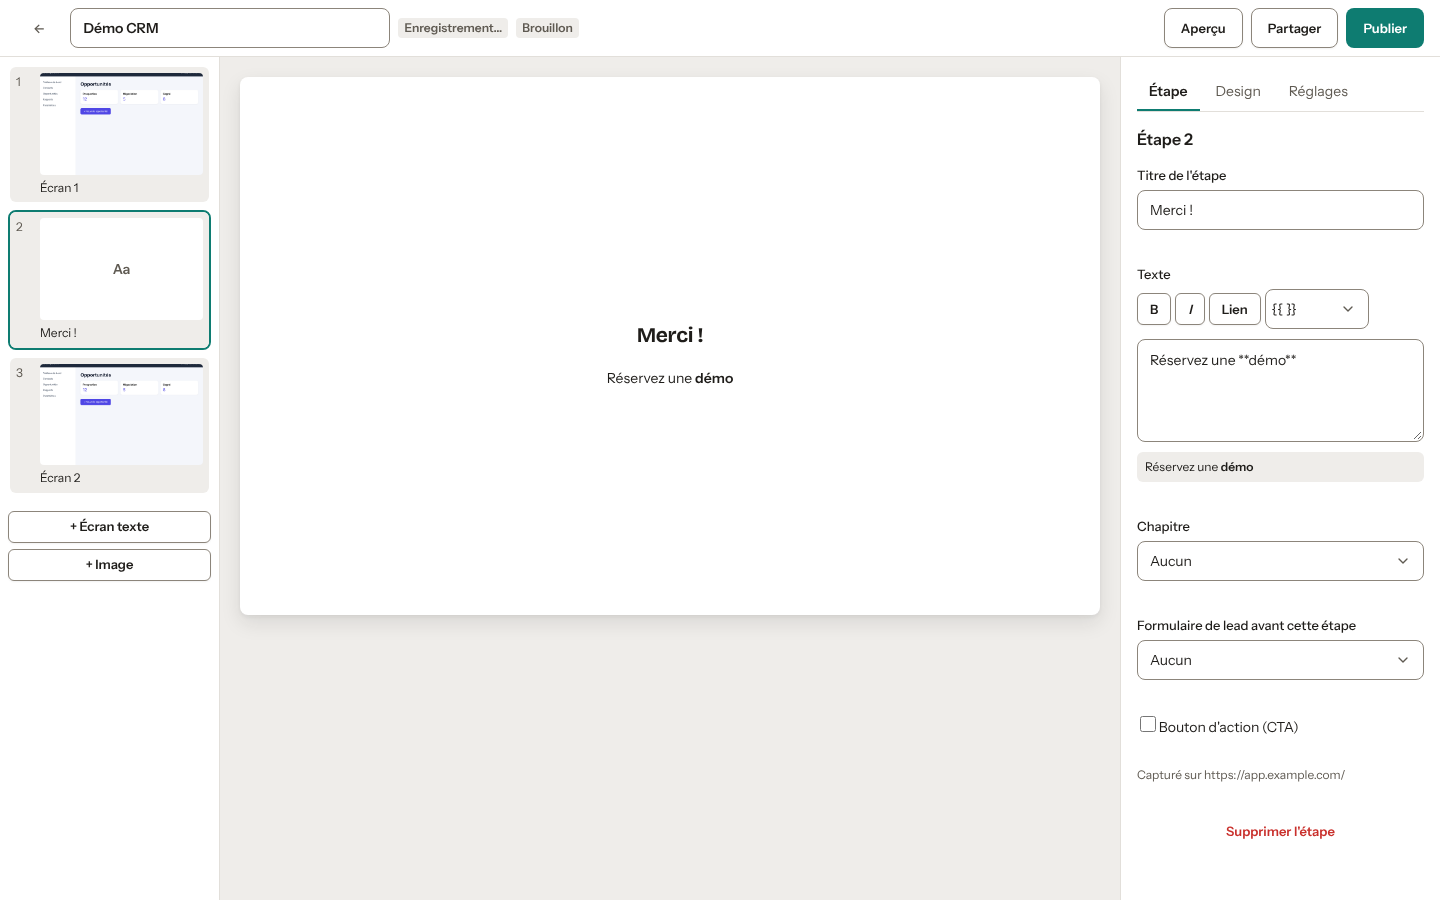 Démo CRM
Enregistrement...
Brouillon
Aperçu
Partager
Publier
1
Opportunités
Écran 1
2
Aa
Merci !
3
Opportunités
Écran 2
+ Écran texte
+ Image
Merci !
Réservez une démo
Étape
Design
Réglages
Étape 2
Titre de l'étape
Merci !
Texte
B
I
Lien
{{ }}
Réservez une **démo**
Réservez une démo
Chapitre
Aucun
Formulaire de lead avant cette étape
Aucun
Bouton d'action (CTA)
Capturé sur https://app.example.com/
Supprimer l'étape